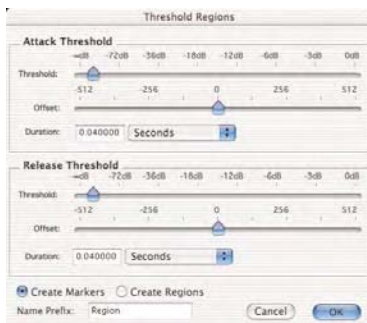 Threshold Regions
Attack Threshold
-∞dB -72dB -36dB -18dB -12dB -6dB -3dB 0dB
Threshold:
-512 -256 0 256 512
Offset:
Duration: 0.040000 Seconds
Release Threshold
-∞dB -72dB -36dB -18dB -12dB -6dB -3dB 0dB
Threshold:
-512 -256 0 256 512
Offset:
Duration: 0.040000 Seconds
Create Markers Create Regions
Name Prefix: Region Cancel OK